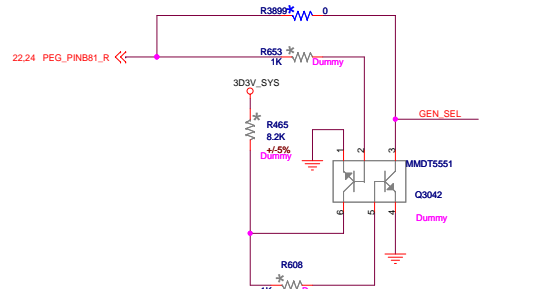 R3899* 0
22,24 PEG_PINB81_R
R653 *
1K Dummy
3D3V_SYS
*
R465
8.2K
+/-5%
Dummy
GEN_SEL
1 2 3
MMDT5551
Q3042
6 5 4
Dummy
R608
*
1K